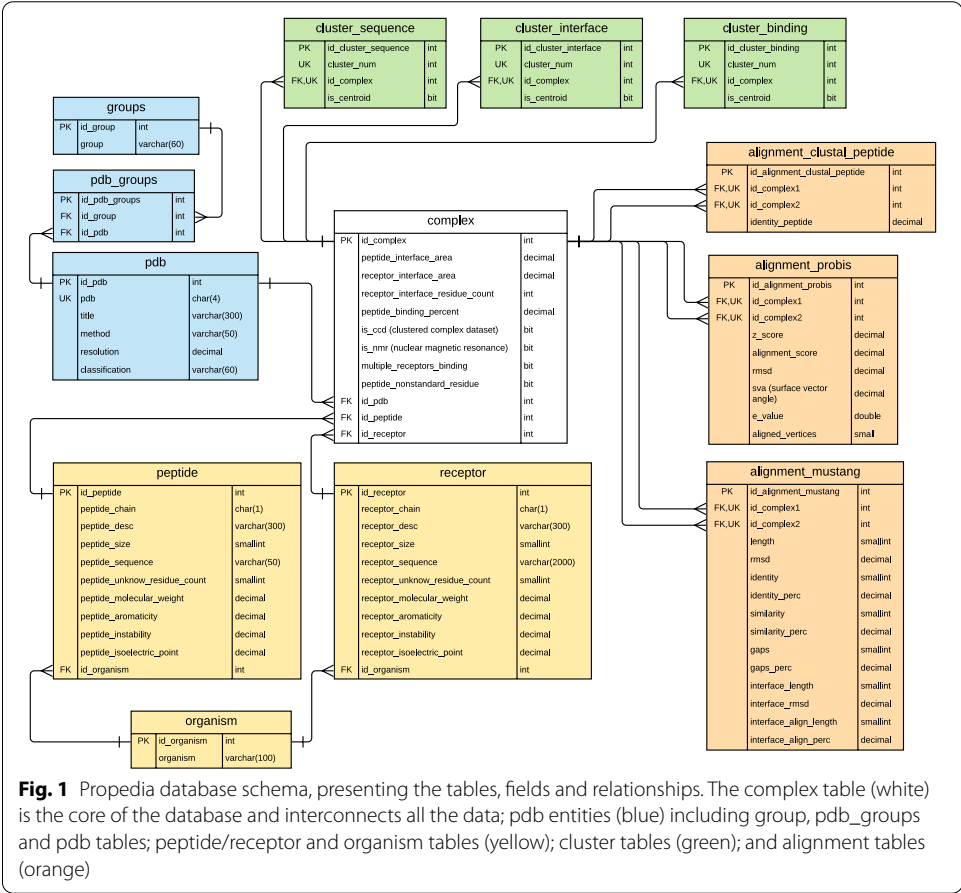 cluster_sequence
PK id_cluster_sequence int
UK cluster_num int
FK,UK id_complex int
is_centroid bit
cluster_interface
PK id_cluster_interface int
UK cluster_num int
FK,UK id_complex int
is_centroid bit
cluster_binding
PK id_cluster_binding int
UK cluster_num int
FK,UK id_complex int
is_centroid bit
groups
PK id_group int
group varchar(60)
pdb_groups
PK id_pdb_groups int
FK id_group int
FK id_pdb int
pdb
PK id_pdb int
UK pdb char(4)
title varchar(300)
method varchar(50)
resolution decimal
classification varchar(60)
complex
PK id_complex int
peptide_interface_area decimal
receptor_interface_area decimal
receptor_interface_residue_count int
peptide_binding_percent decimal
is_ccd (clustered complex dataset) bit
is_nmr (nuclear magnetic resonance) bit
multiple_receptors_binding bit
peptide_nonstandard_residue bit
FK id_pdb int
FK id_peptide int
FK id_receptor int
alignment_clustal_peptide
PK id_alignment_clustal_peptide int
FK,UK id_complex1 int
FK,UK id_complex2 int
identity_peptide decimal
alignment_probis
PK id_alignment_probis int
FK,UK id_complex1 int
FK,UK id_complex2 int
z_score decimal
alignment_score decimal
rmsd decimal
sva (surface vector
angle) decimal
e_value double
aligned_vertices small
peptide
PK id_peptide int
peptide_chain char(1)
peptide_desc varchar(300)
peptide_size smallint
peptide_sequence varchar(50)
peptide_unknow_residue_count smallint
peptide_molecular_weight decimal
peptide_aromaticity decimal
peptide_instability decimal
peptide_isoelectric_point decimal
FK id_organism int
receptor
PK id_receptor int
receptor_chain char(1)
receptor_desc varchar(300)
receptor_size smallint
receptor_sequence varchar(2000)
receptor_unknow_residue_count smallint
receptor_molecular_weight decimal
receptor_aromaticity decimal
receptor_instability decimal
receptor_isoelectric_point decimal
FK id_organism int
alignment_mustang
PK id_alignment_mustang int
FK,UK id_complex1 int
FK,UK id_complex2 int
length smallint
rmsd decimal
identity smallint
identity_perc decimal
similarity smallint
similarity_perc decimal
gaps smallint
gaps_perc decimal
interface_length smallint
interface_rmsd decimal
interface_align_length smallint
interface_align_perc decimal
organism
PK id_organism int
organism varchar(100)
Fig. 1 Propedia database schema, presenting the tables, fields and relationships. The complex table (white)
is the core of the database and interconnects all the data; pdb entities (blue) including group, pdb_groups
and pdb tables; peptide/receptor and organism tables (yellow); cluster tables (green); and alignment tables
(orange)